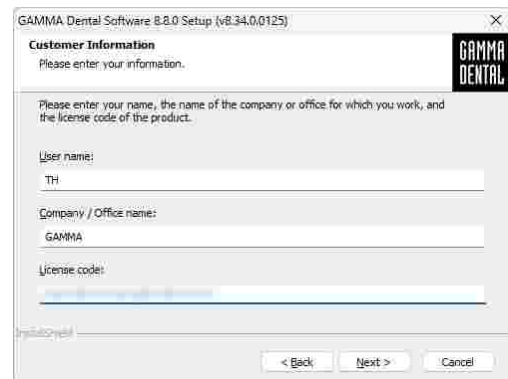 GAMMA Dental Software 8.8.0 Setup (v8.34.0.0125)
Customer Information
Please enter your information.
GAMMA
DENTAL
Please enter your name, the name of the company or office for which you work, and
the license code of the product.
User name:
TH
Company / Office name:
GAMMA
License code:
InstallShield
< Back
Next >
Cancel